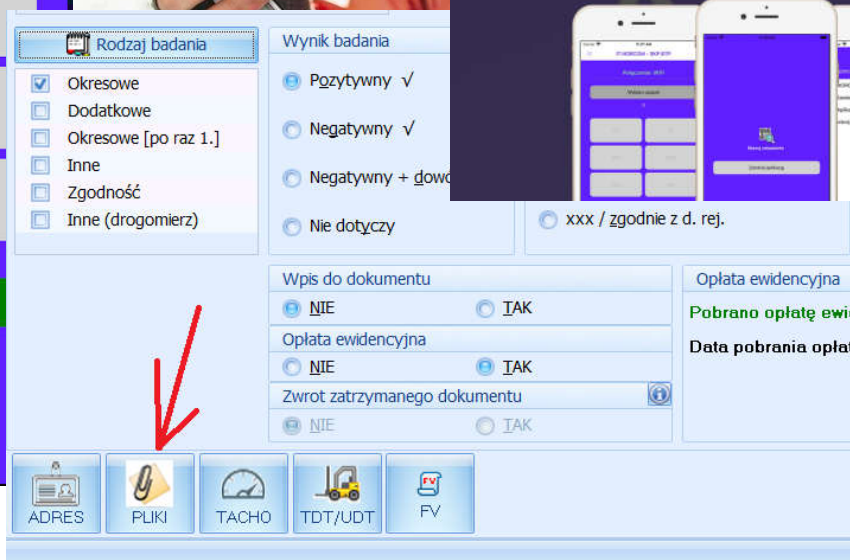 Rodzaj badania
Okresowe
Dodatkowe
Okresowe [po raz 1.]
Inne
Zgodność
Inne (drogomierz)
Wynik badania
Pozytywny √
Negatywny √
Negatywny + dowo
Nie dotyczy
xxx / zgodnie z d. rej.
Wpis do dokumentu
NIE TAK
Opłata ewidencyjna
NIE TAK
Zwrot zatrzymanego dokumentu
NIE TAK
Opłata ewidencyjna
Pobrano opłatę ewi
Data pobrania opłat
ADRES PLIKI TACHO TDT/UDT FV